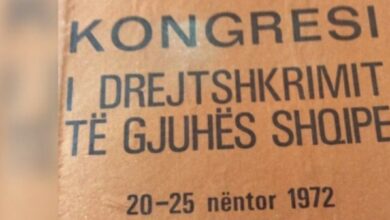 KONGRESI
I DREJTSHKRIMIT
TË GJUHËS SHQIPE
20-25 nëntor 1972